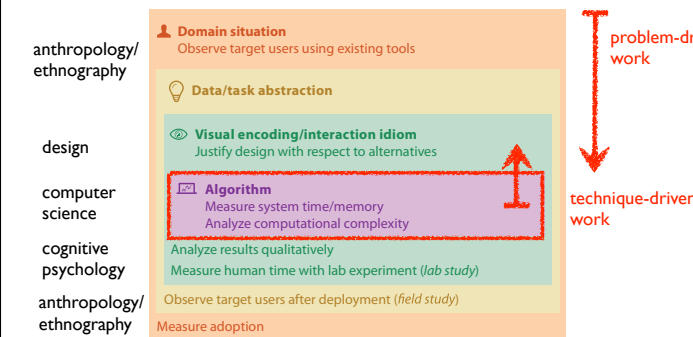 Domain situation
Observe target users using existing tools
problem-dr
work
anthropology/
ethnography
Data/task abstraction
Visual encoding/interaction idiom
Justify design with respect to alternatives
design
Algorithm
Measure system time/memory
Analyze computational complexity
computer
science
technique-driven
work
Analyze results qualitatively
Measure human time with lab experiment (lab study)
cognitive
psychology
Observe target users after deployment (field study)
anthropology/
ethnography
Measure adoption